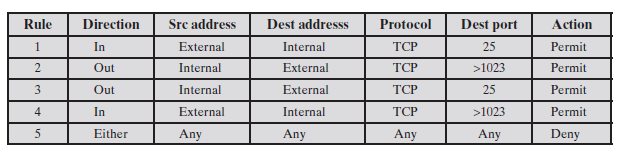 Rule Direction Src address Dest addresss Protocol Dest port Action
1 In External Internal TCP 25 Permit
2 Out Internal External TCP >1023 Permit
3 Out Internal External TCP 25 Permit
4 In External Internal TCP >1023 Permit
5 Either Any Any Any Any Deny